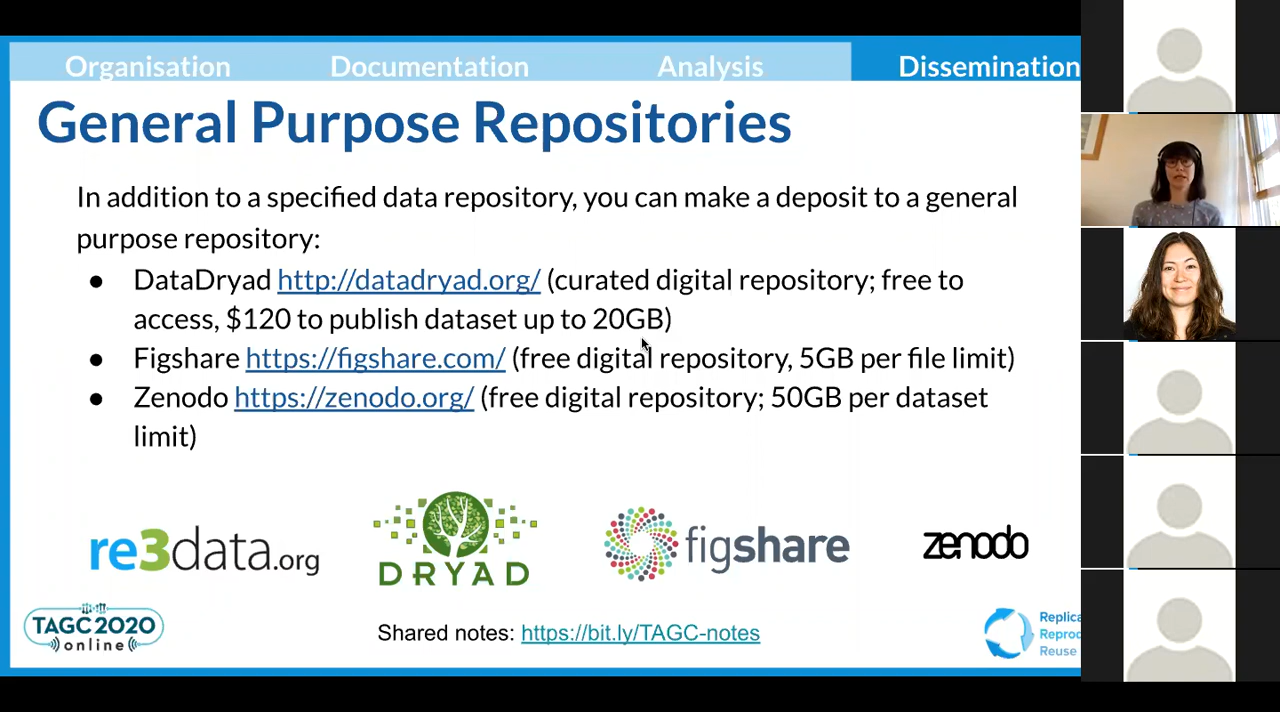 Organisation Documentation Analysis Dissemination
General Purpose Repositories
In addition to a specified data repository, you can make a deposit to a general
purpose repository:
● DataDryad http://datadryad.org/ (curated digital repository; free to
access, $120 to publish dataset up to 20GB)
● Figshare https://figshare.com/ (free digital repository, 5GB per file limit)
● Zenodo https://zenodo.org/ (free digital repository; 50GB per dataset
limit)
re3data.org DRYAD figshare zenodo
TAGC 2020
online
Shared notes: https://bit.ly/TAGC-notes
Replica
Reprod
Reuse